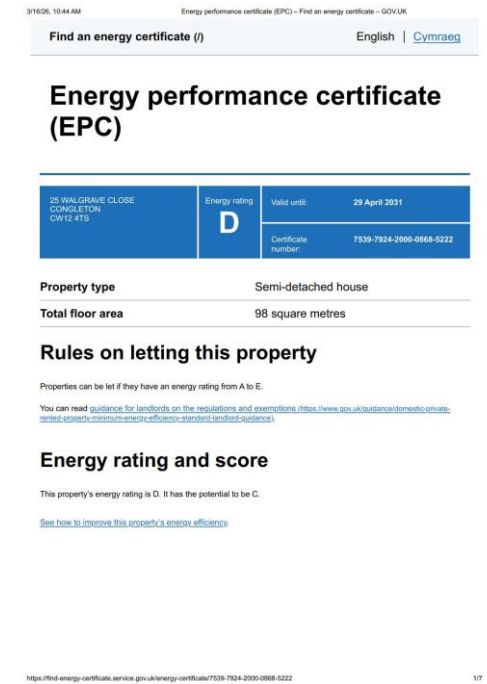 3/16/26, 10:44 AM Energy performance certificate (EPC) – Find an energy certificate – GOV.UK
Find an energy certificate (/) English | Cymraeg
Energy performance certificate
(EPC)
25 WALGRAVE CLOSE
CONGLETON
CW12 4TS
Energy rating
D
Valid until: 29 April 2031
Certificate
number: 7539-7924-2000-0868-5222
Property type Semi-detached house
Total floor area 98 square metres
Rules on letting this property
Properties can be let if they have an energy rating from A to E.
You can read guidance for landlords on the regulations and exemptions (https://www.gov.uk/guidance/domestic-private-
rented-property-minimum-energy-efficiency-standard-landlord-guidance).
Energy rating and score
This property's energy rating is D. It has the potential to be C.
See how to improve this property's energy efficiency.
https://find-energy-certificate.service.gov.uk/energy-certificate/7539-7924-2000-0868-5222 1/7